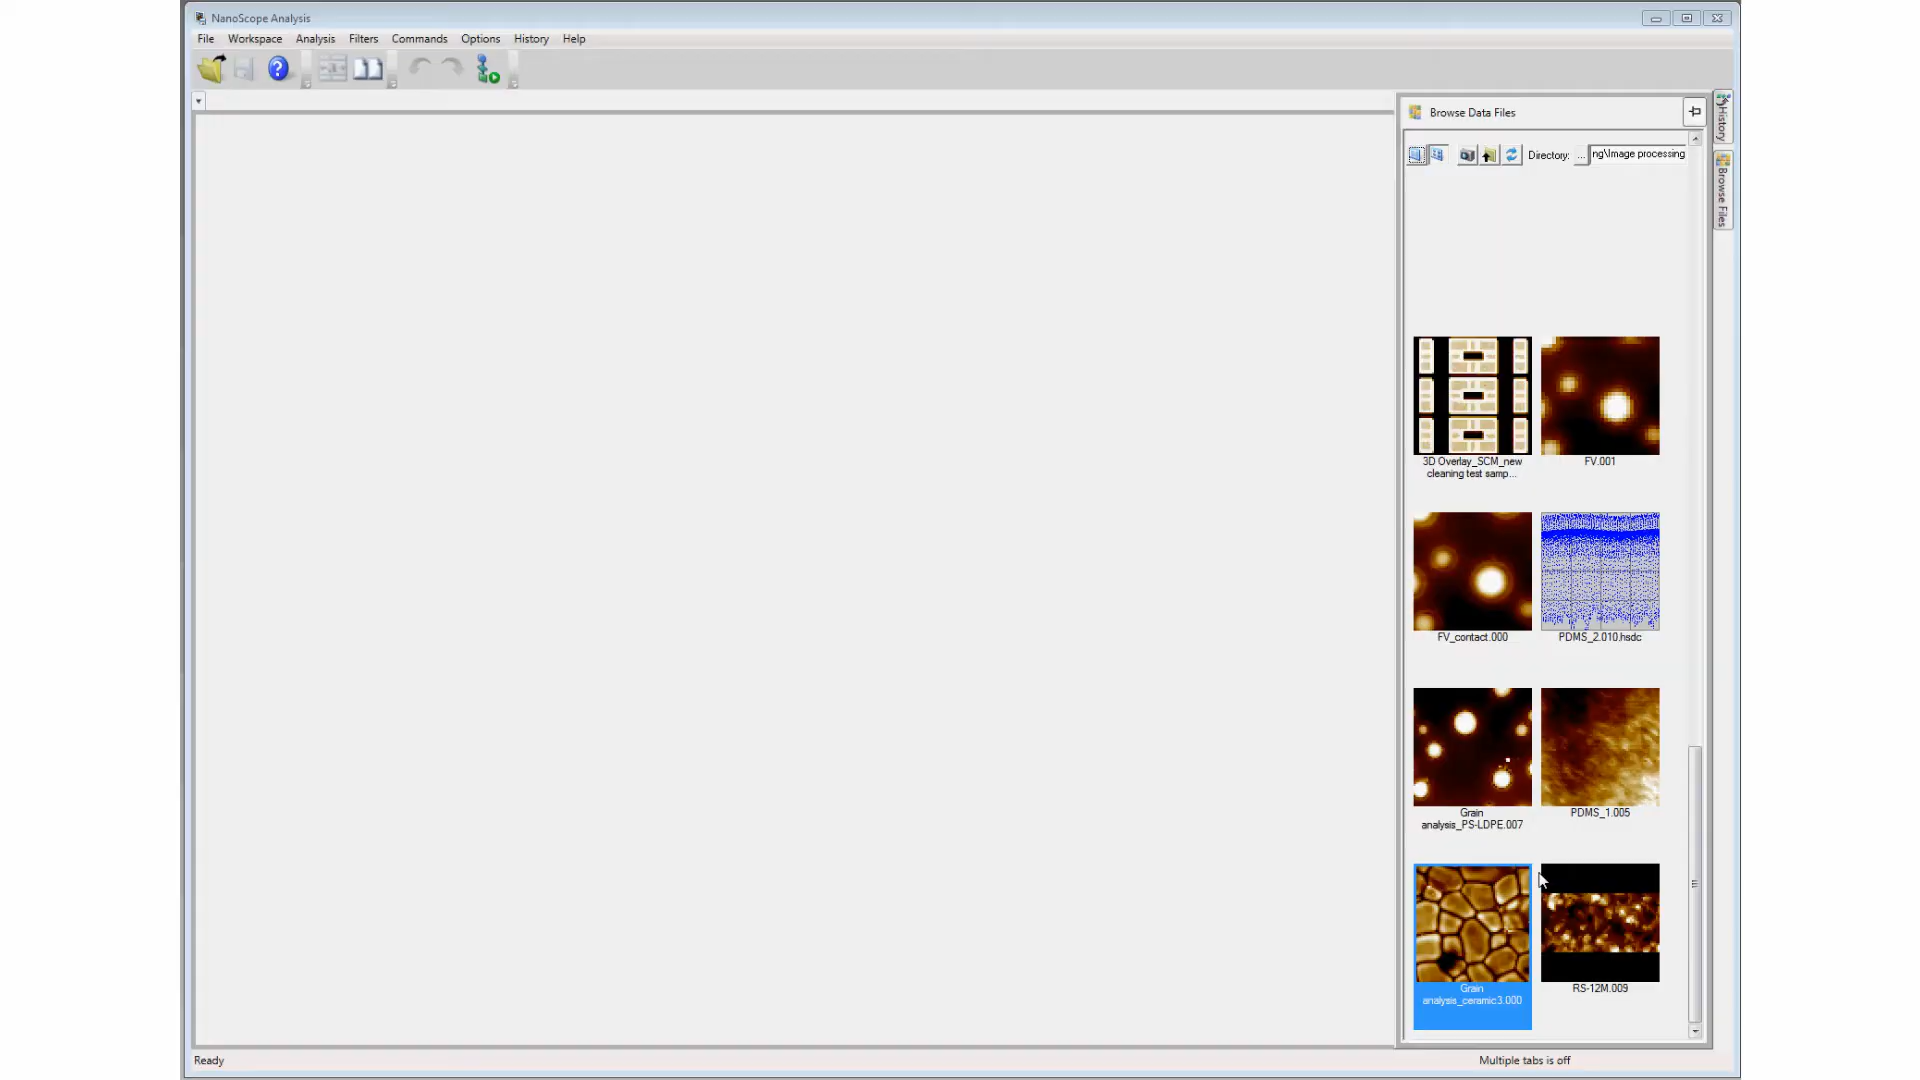 NanoScope Analysis
File Workspace Analysis Filters Commands Options History Help
Browse Data Files
Directory: ... ng\Image processing
History
Browse Files
3D Overlay_SCM_new
cleaning test samp...
FV.001
FV_contact.000
PDMS_2.010.hsdc
Grain
analysis_PS-LDPE.007
PDMS_1.005
Grain
analysis_ceramic3.000
RS-12M.009
Ready
Multiple tabs is off